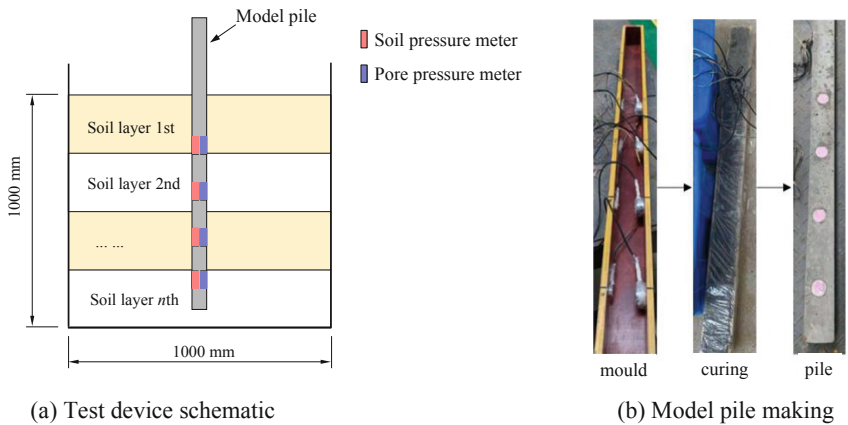 Model pile
Soil pressure meter
Pore pressure meter
Soil layer 1st
Soil layer 2nd
... ...
Soil layer nth
1000 mm
1000 mm
mould
curing
pile
(a) Test device schematic
(b) Model pile making